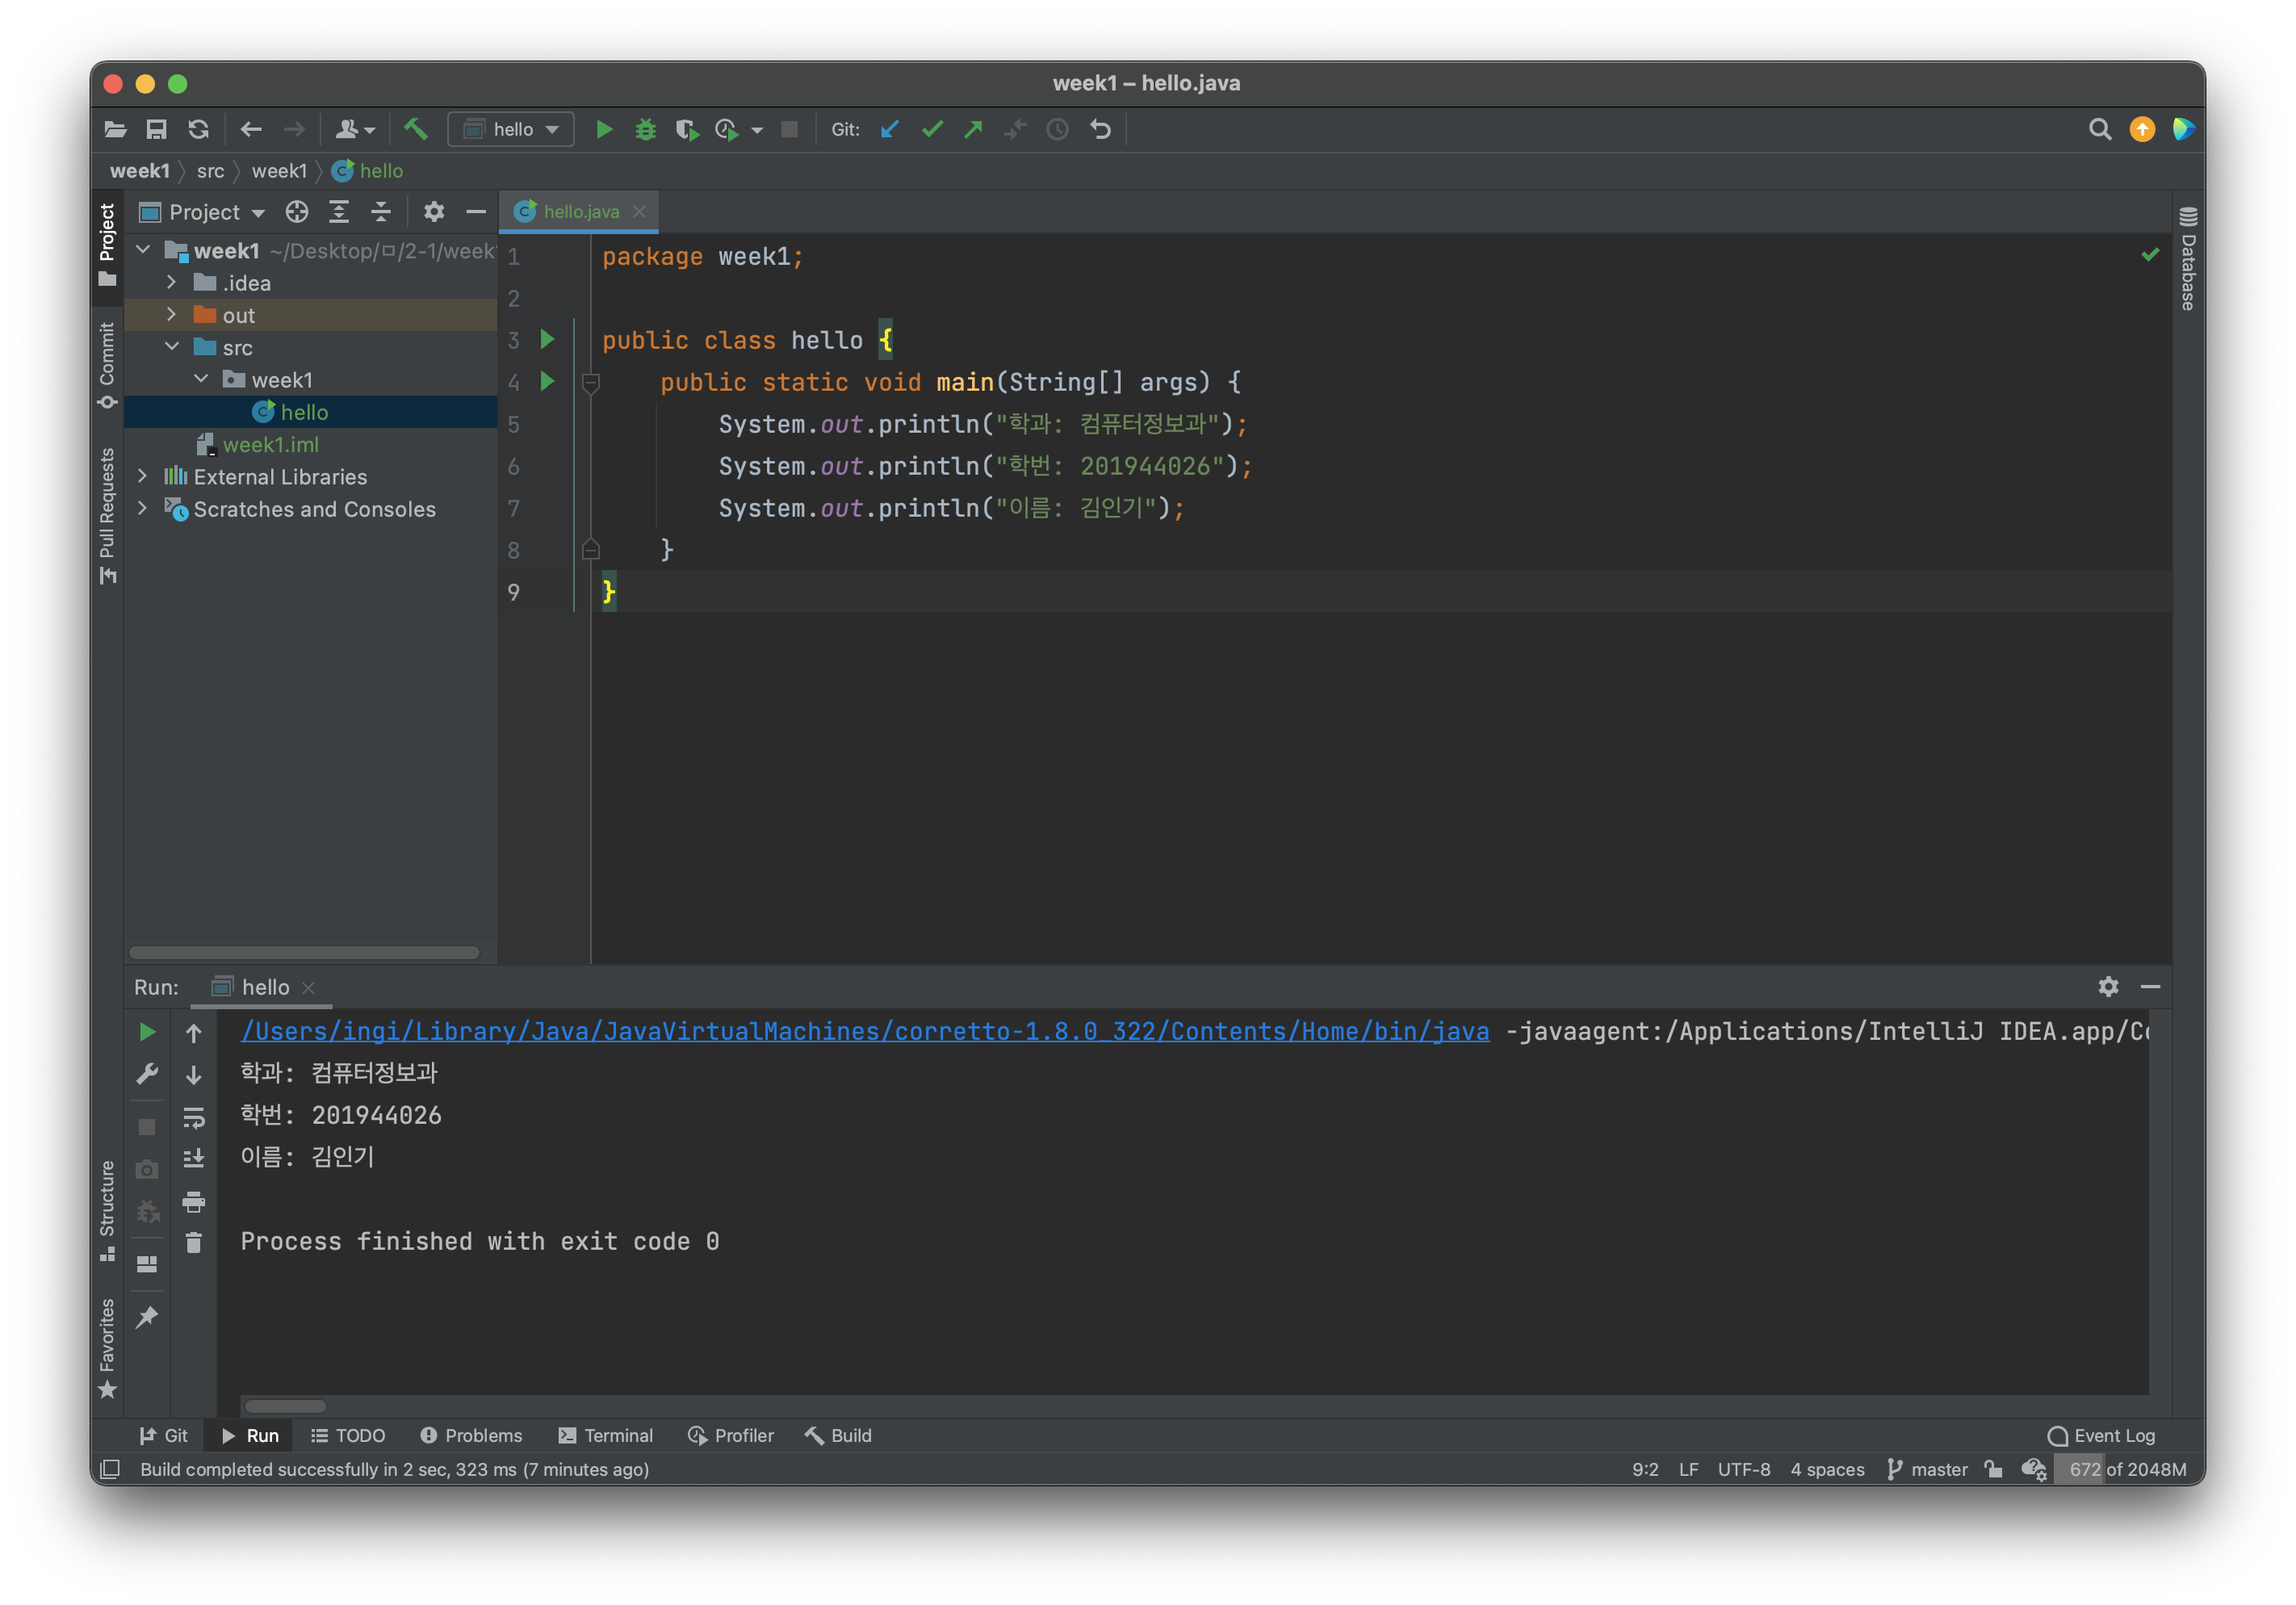 week1 – hello.java
hello
Git:
week1 src week1 hello
Project
hello.java
Project
Commit
Pull Requests
week1 ~/Desktop/ㅁ/2-1/week1
.idea
out
src
week1
hello
week1.iml
External Libraries
Scratches and Consoles
1 package week1;
2
3 public class hello {
4 public static void main(String[] args) {
5 System.out.println("학과: 컴퓨터정보과");
6 System.out.println("학번: 201944026");
7 System.out.println("이름: 김인기");
8 }
9 }
Database
Run: hello
/Users/ingi/Library/Java/JavaVirtualMachines/corretto-1.8.0_322/Contents/Home/bin/java -javaagent:/Applications/IntelliJ IDEA.app/Co
학과: 컴퓨터정보과
학번: 201944026
이름: 김인기
Process finished with exit code 0
Structure
Favorites
Git Run TODO Problems Terminal Profiler Build Event Log
Build completed successfully in 2 sec, 323 ms (7 minutes ago) 9:2 LF UTF-8 4 spaces master 672 of 2048M